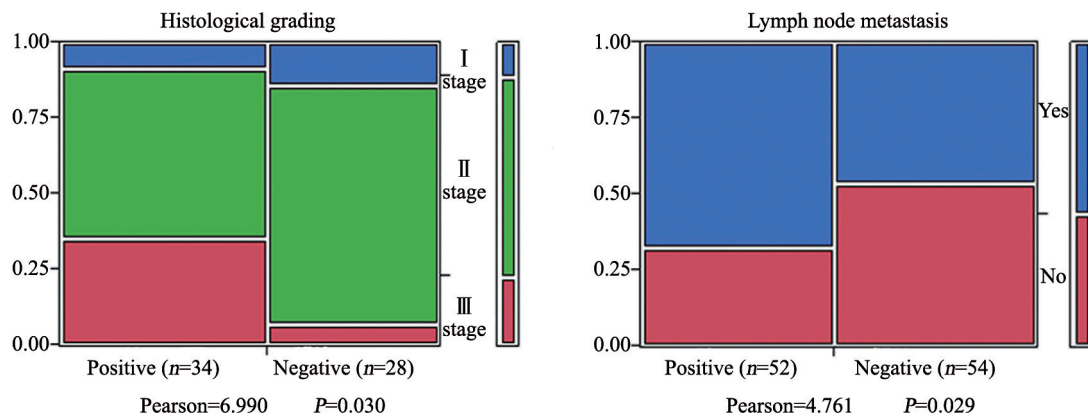 Histological grading
1.00
0.75
0.50
0.25
0.00
Ⅰ
stage
Ⅱ
stage
Ⅲ
stage
Positive (n=34)
Negative (n=28)
Pearson=6.990
P=0.030
Lymph node metastasis
1.00
0.75
0.50
0.25
0.00
Yes
No
Positive (n=52)
Negative (n=54)
Pearson=4.761
P=0.029